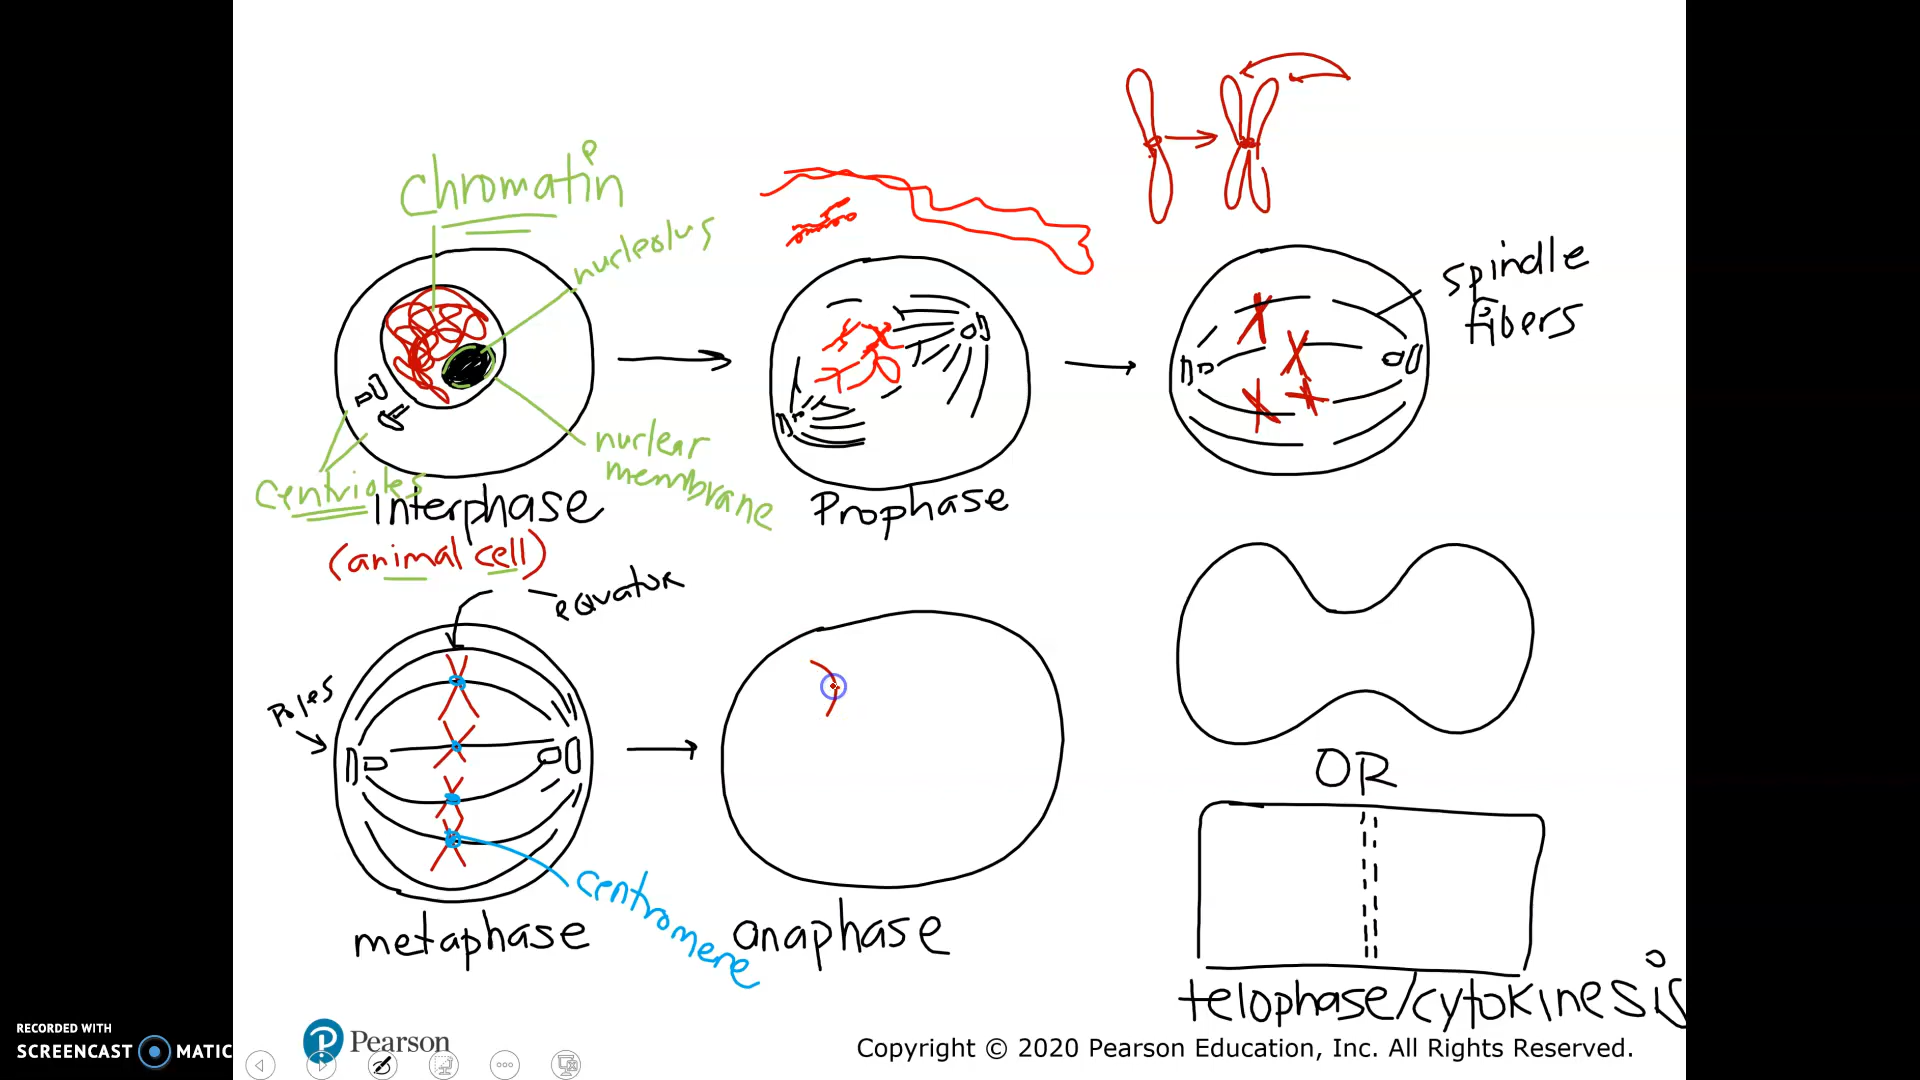 chromatin
nucleolus
spindle
fibers
nuclear
membrane
centrioles
Interphase
(animal cell)
Prophase
equator
Poles
OR
centromere
metaphase
anaphase
telophase/cytokinesis
RECORDED WITH
SCREENCAST MATIC
Pearson
Copyright © 2020 Pearson Education, Inc. All Rights Reserved.